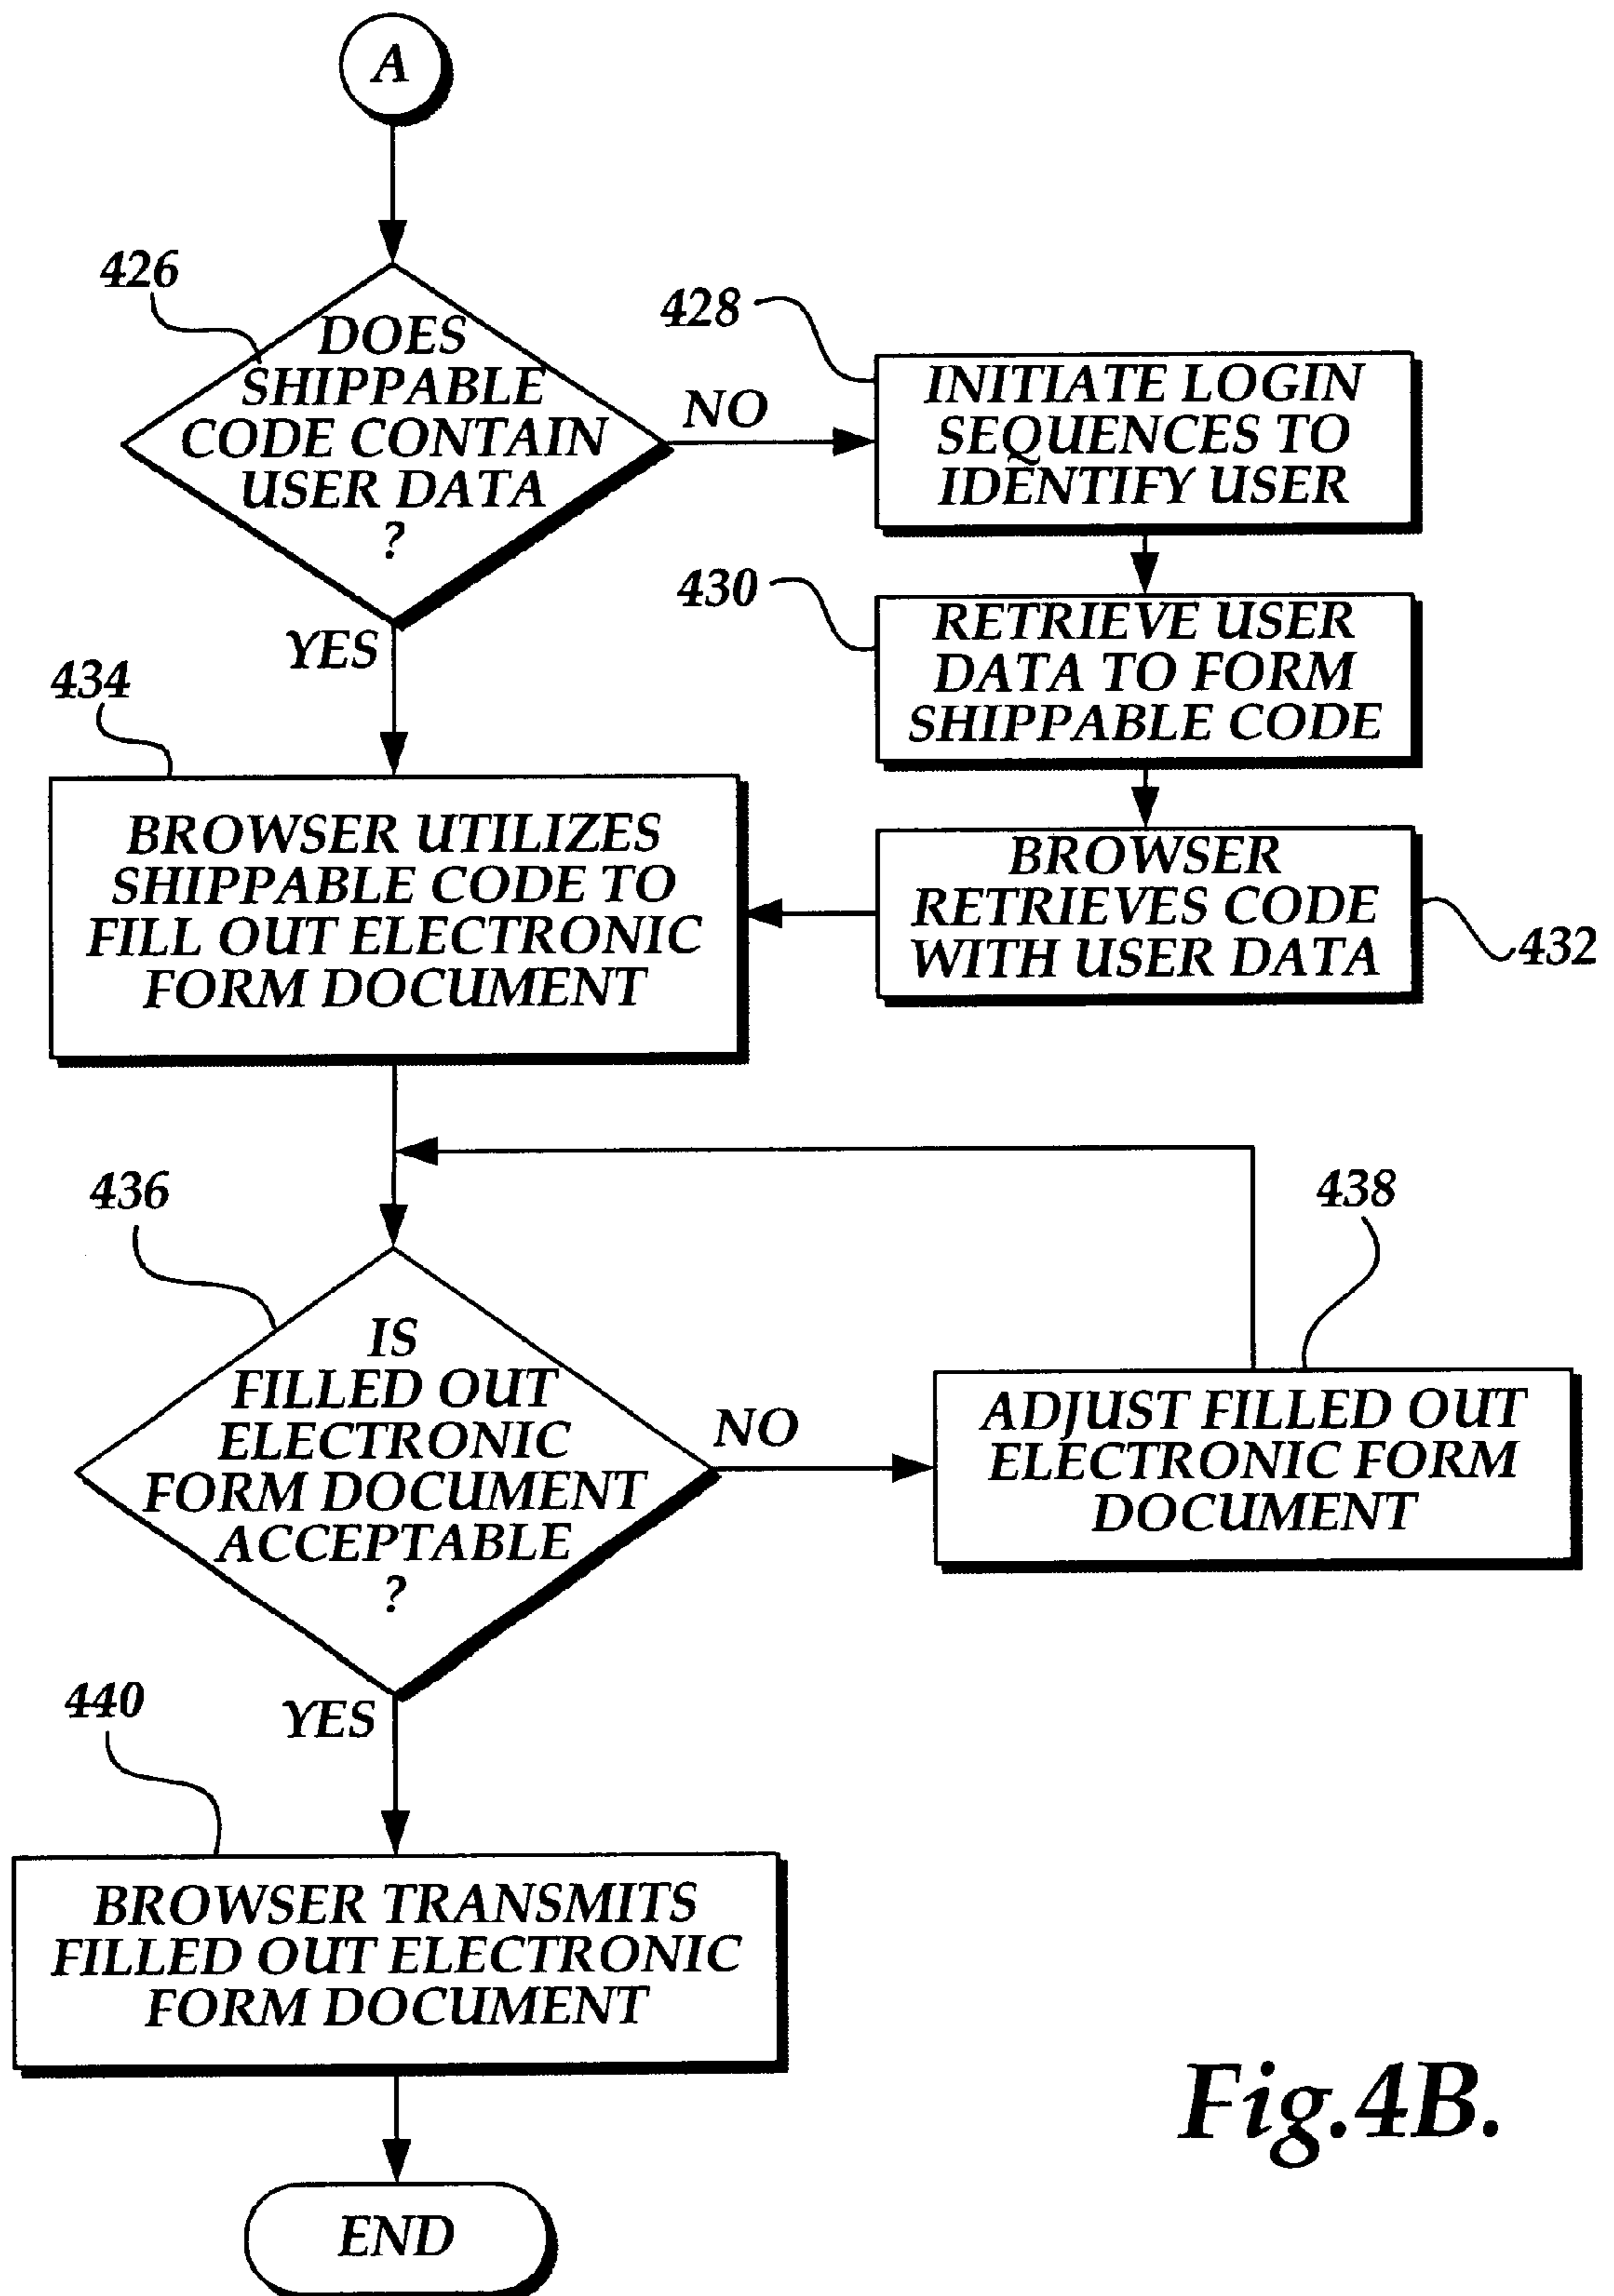 A
426
DOES
SHIPPABLE
CODE CONTAIN
USER DATA
?
NO
YES
428
INITIATE LOGIN
SEQUENCES TO
IDENTIFY USER
430
RETRIEVE USER
DATA TO FORM
SHIPPABLE CODE
BROWSER
RETRIEVES CODE
WITH USER DATA
432
434
BROWSER UTILIZES
SHIPPABLE CODE TO
FILL OUT ELECTRONIC
FORM DOCUMENT
436
IS
FILLED OUT
ELECTRONIC
FORM DOCUMENT
ACCEPTABLE
?
NO
YES
438
ADJUST FILLED OUT
ELECTRONIC FORM
DOCUMENT
440
BROWSER TRANSMITS
FILLED OUT ELECTRONIC
FORM DOCUMENT
END
Fig.4B.